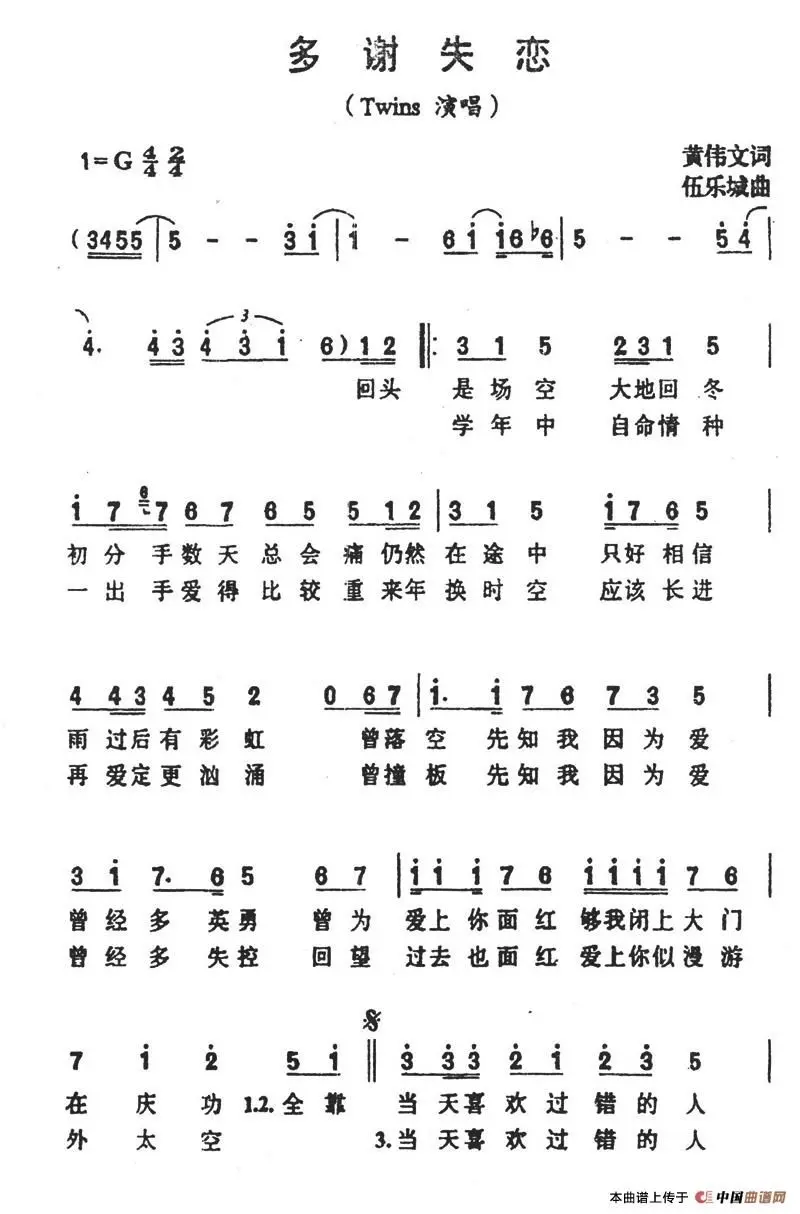 多谢失恋
（Twins 演唱）
1=G 4/4 2/4
黄伟文词
伍乐城曲
(3455 | 5 - - 3 1 | 1 - 6 1 1 6 ♭6 | 5 - - 5 4 |
4. 4 3 4 3 1 6) 1 2 ‖: 3 1 5 2 3 1 5 |
3
回头 是场空 大地回冬
学年中 自命情种
1 7 6 7 6 7 6 5 5 1 2 | 3 1 5 1 7 6 5 |
初分手数天总会痛仍然在途中 只好相信
一出手爱得比较重来年换时空 应该长进
4 4 3 4 5 2 0 6 7 | 1. 1 7 6 7 3 5 |
雨过后有彩虹 曾落空先知我因为爱
再爱定更汹涌 曾撞板先知我因为爱
3 1 7. 6 5 6 7 | 1 1 1 7 6 1 1 1 1 7 6 |
曾经多英勇 曾为 爱上你面红 够我闭上大门
曾经多失控 回望 过去也面红 爱上你似漫游
7 1 2 5 1 ‖ 3 3 3 2 1 2 3 5 |
在庆功 1.2.全靠 当天喜欢过错的人
外太空 3.当天喜欢过错的人
本曲谱上传于 中国曲谱网